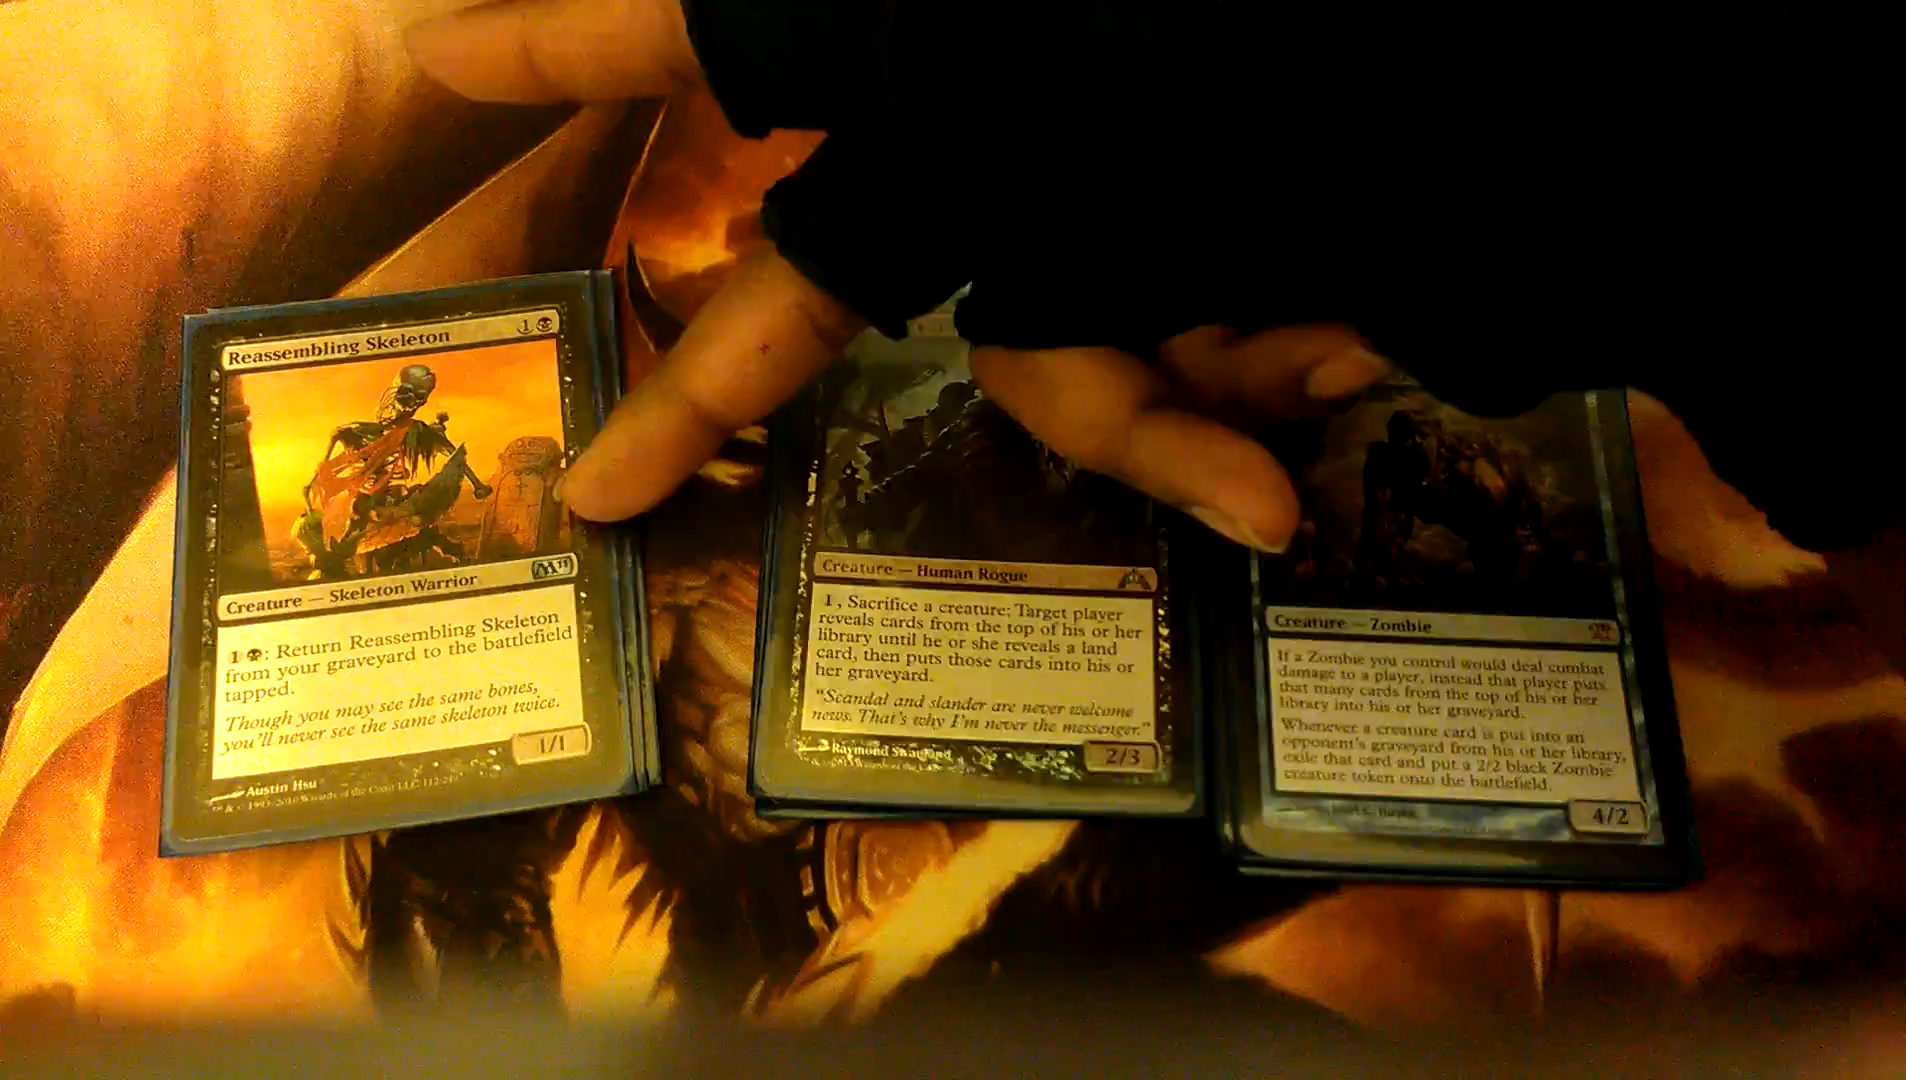 Reassembling Skeleton 1
Creature — Skeleton Warrior
1 : Return Reassembling Skeleton
from your graveyard to the battlefield
tapped.
Though you may see the same bones,
you'll never see the same skeleton twice.
1/1
Austin Hsu
Creature — Human Rogue
1, Sacrifice a creature: Target player
reveals cards from the top of his or her
library until he or she reveals a land
card, then puts those cards into his or
her graveyard.
"Scandal and slander are never welcome
news. That's why I'm never the messenger."
Raymond Swanland
2/3
Creature — Zombie
If a Zombie you control would deal combat
damage to a player, instead that player puts
that many cards from the top of his or her
library into his or her graveyard.
Whenever a creature card is put into an
opponent's graveyard from his or her library,
exile that card and put a 2/2 black Zombie
creature token onto the battlefield.
4/2